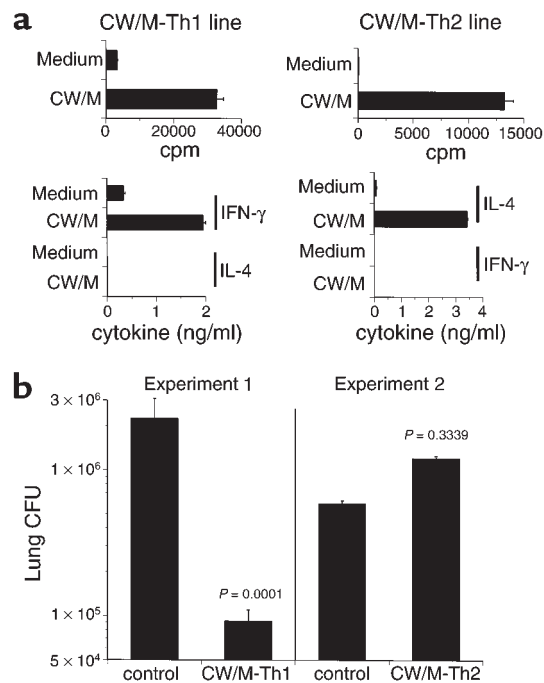 a
CW/M-Th1 line
CW/M-Th2 line
Medium
CW/M
0 20000 40000
cpm
Medium
CW/M
0 5000 10000 15000
cpm
Medium
CW/M
IFN-γ
Medium
CW/M
IL-4
0 1 2
cytokine (ng/ml)
Medium
CW/M
IL-4
Medium
CW/M
IFN-γ
0 1 2 3 4
cytokine (ng/ml)
b
Experiment 1
Experiment 2
Lung CFU
3 × 10⁶
1 × 10⁶
1 × 10⁵
5 × 10⁴
P = 0.0001
P = 0.3339
control CW/M-Th1 control CW/M-Th2